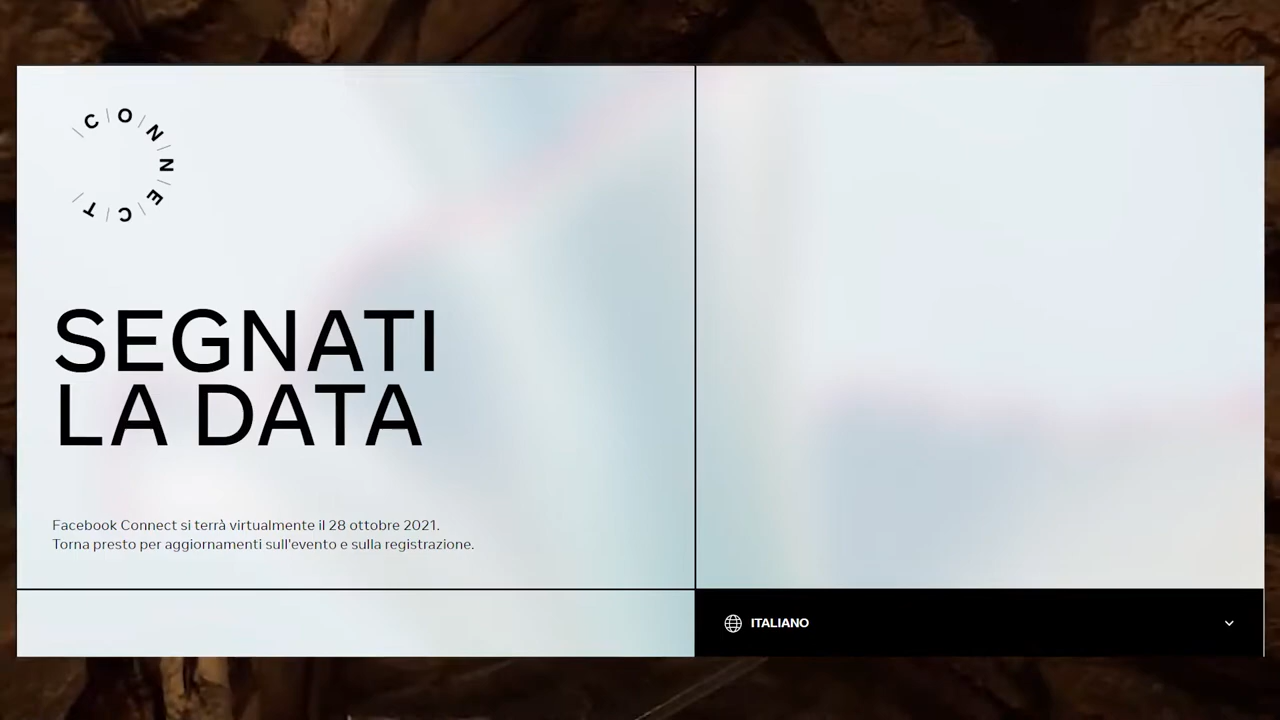 CONNECT
SEGNATI
LA DATA
Facebook Connect si terrà virtualmente il 28 ottobre 2021.
Torna presto per aggiornamenti sull'evento e sulla registrazione.
ITALIANO